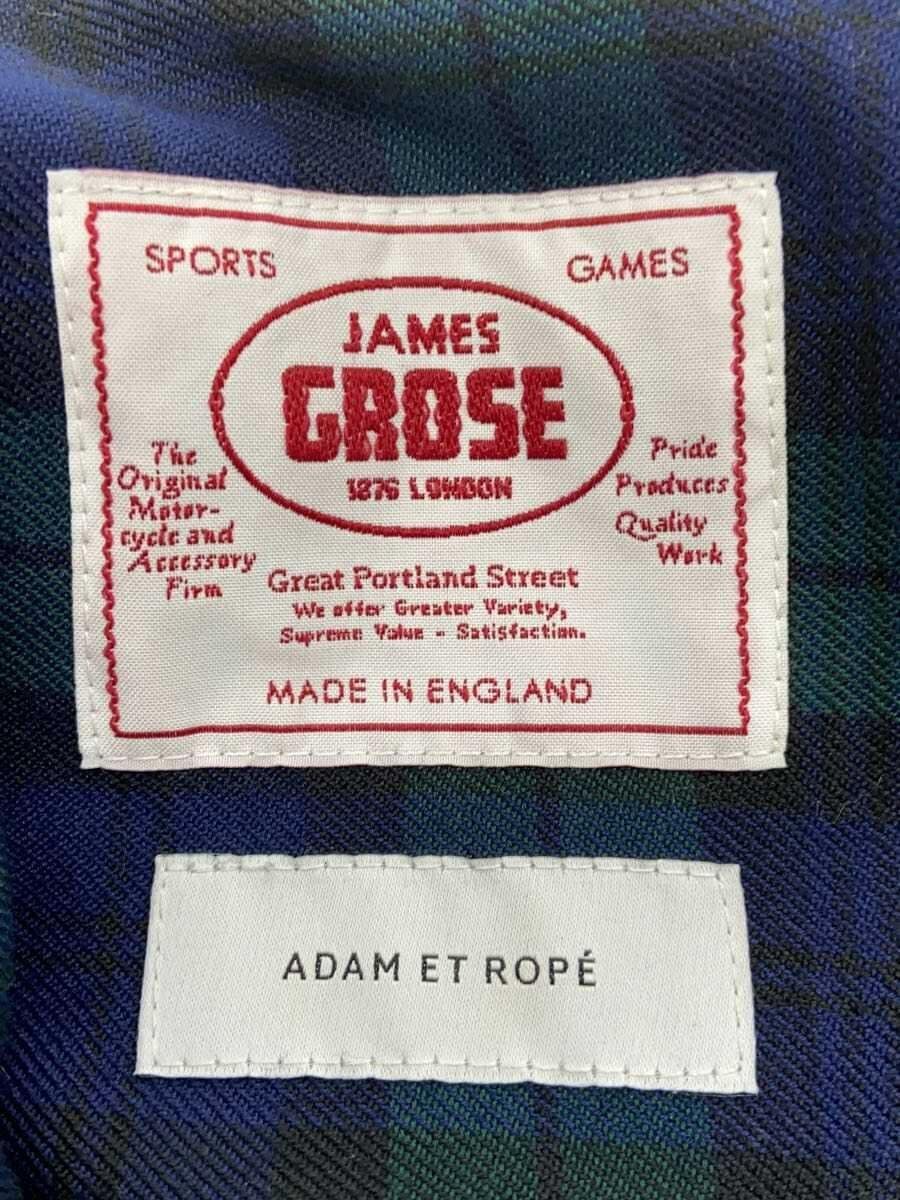 SPORTS GAMES
JAMES
GROSE
1876 LONDON
The
Original
Motor-
cycle and
Accessory
Firm
Pride
Produces
Quality
Work
Great Portland Street
We offer Greater Variety,
Supreme Value - Satisfaction.
MADE IN ENGLAND
ADAM ET ROPÉ